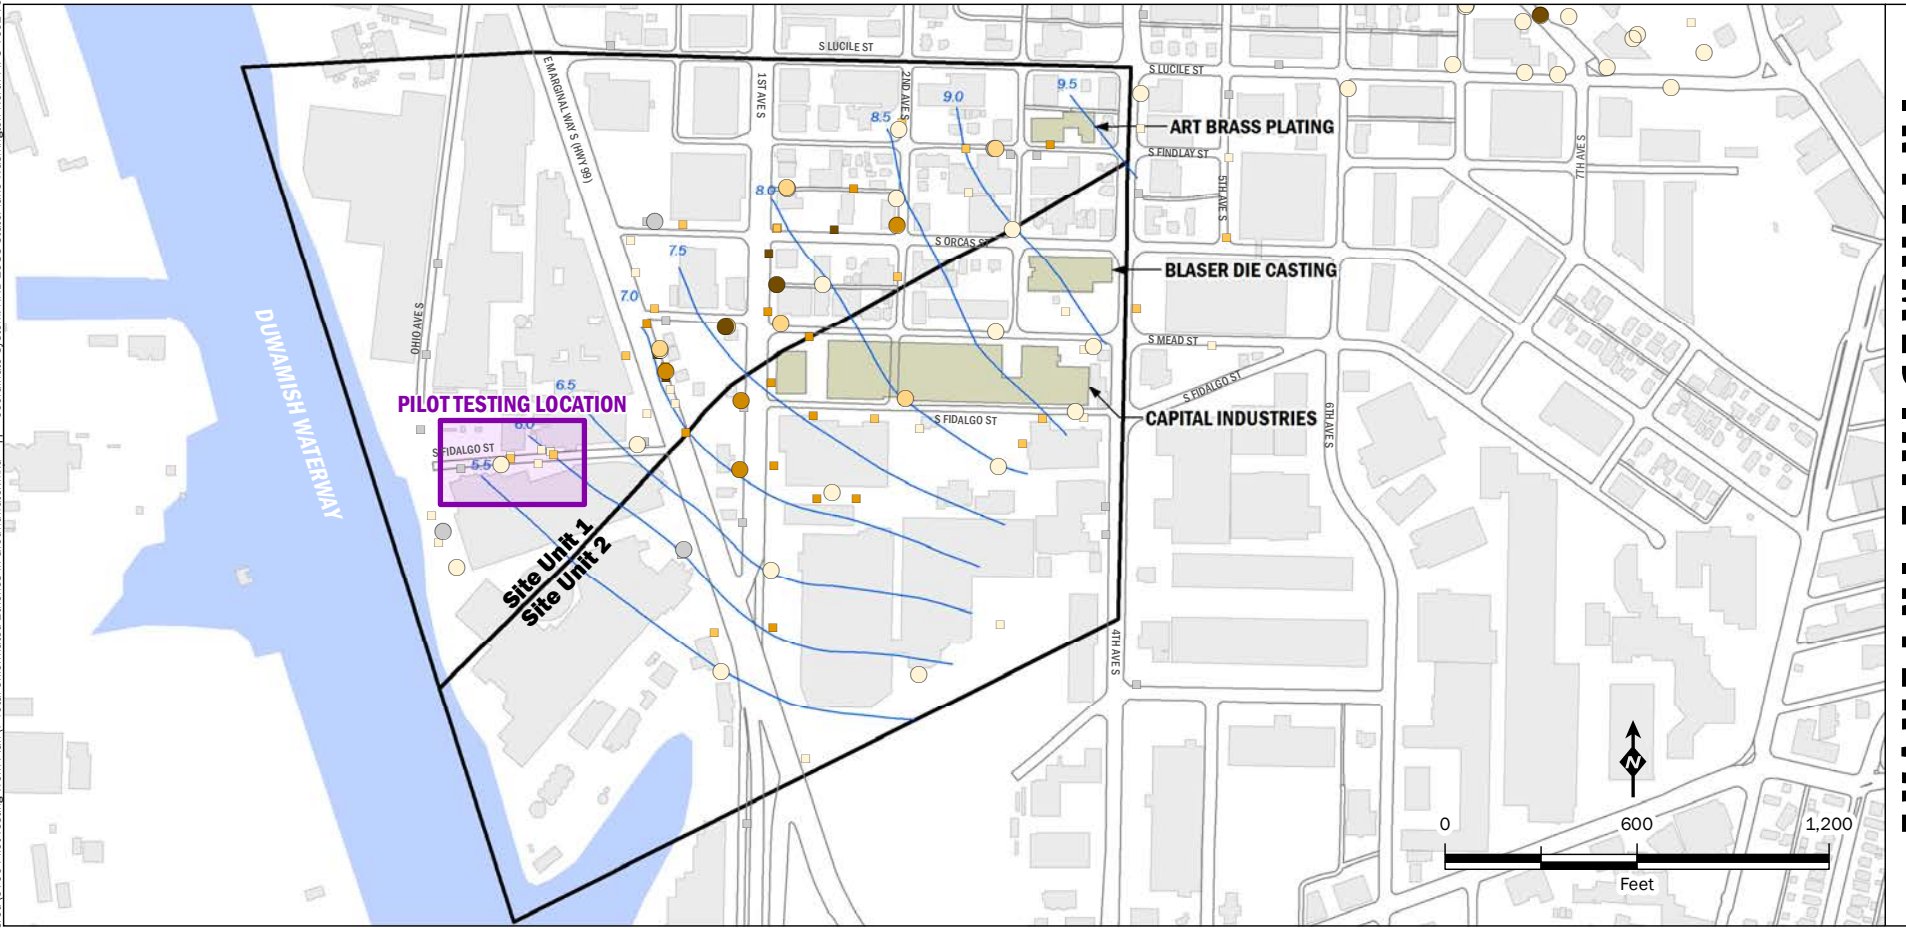 S LUCILE ST
S LUCILE ST
E MARGINAL WAY S (HWY 99)
1ST AVE S
2ND AVE S
9.5
9.0
8.5
ART BRASS PLATING
S FINDLAY ST
7TH AVE S
5TH AVE S
8.0
S ORCAS ST
7.5
BLASER DIE CASTING
7.0
OHIO AVE S
DUWAMISH WATERWAY
S MEAD ST
S FIDALGO ST
6.5
PILOT TESTING LOCATION
6.0
S FIDALGO ST
CAPITAL INDUSTRIES
6TH AVE S
S FIDALGO ST
5.5
Site Unit 1
Site Unit 2
4TH AVE S
N
0 600 1,200
Feet